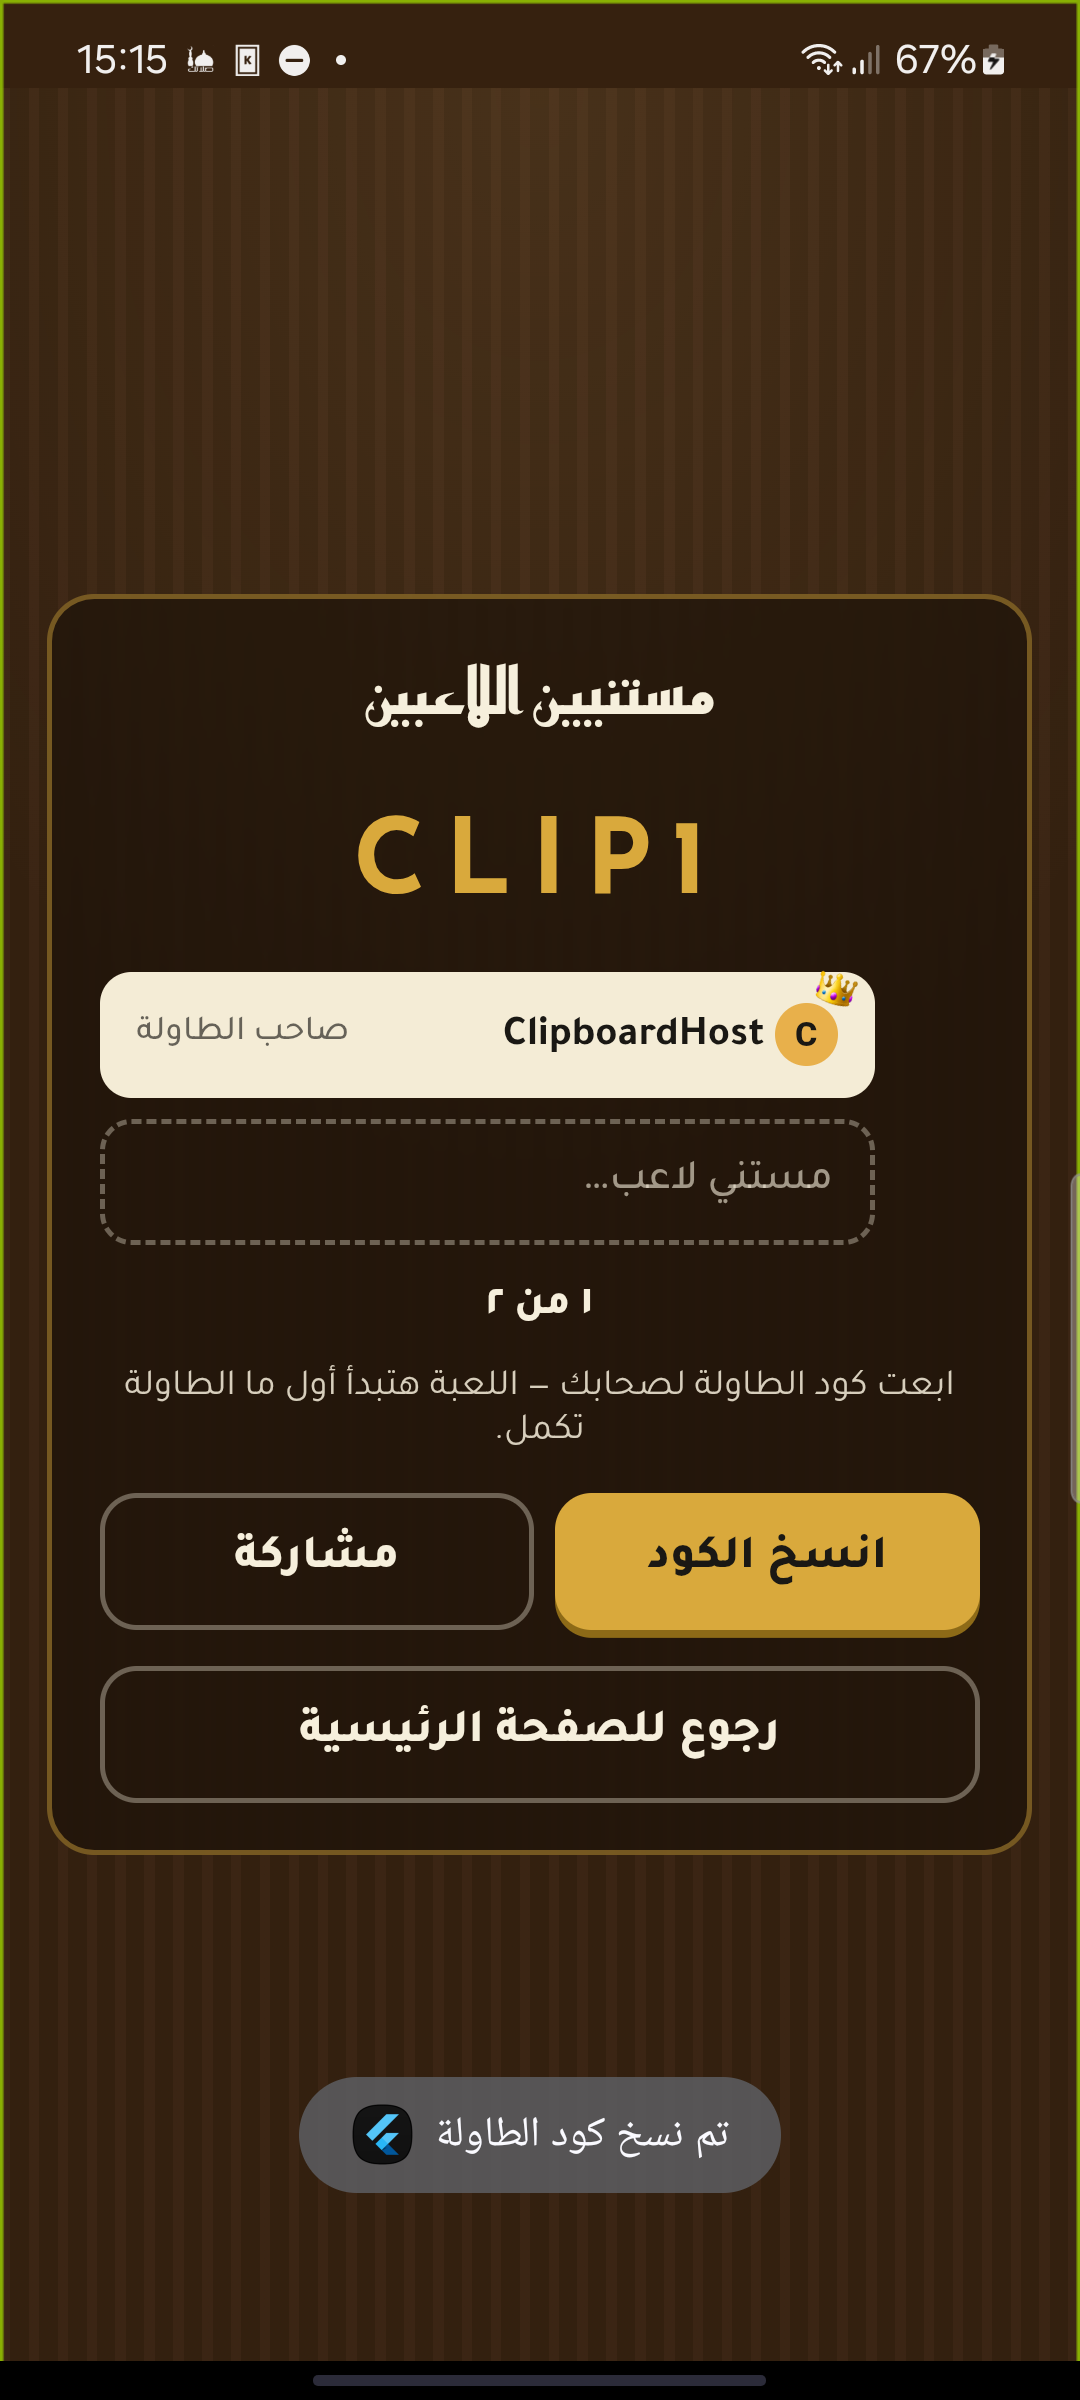 15:15
67%
مستنيين اللاعبين
CLIP1
C ClipboardHost صاحب الطاولة
مستني لاعب...
١ من ٢
ابعت كود الطاولة لصحابك – اللعبة هتبدأ أول ما الطاولة
تكمل.
انسخ الكود
مشاركة
رجوع للصفحة الرئيسية
تم نسخ كود الطاولة